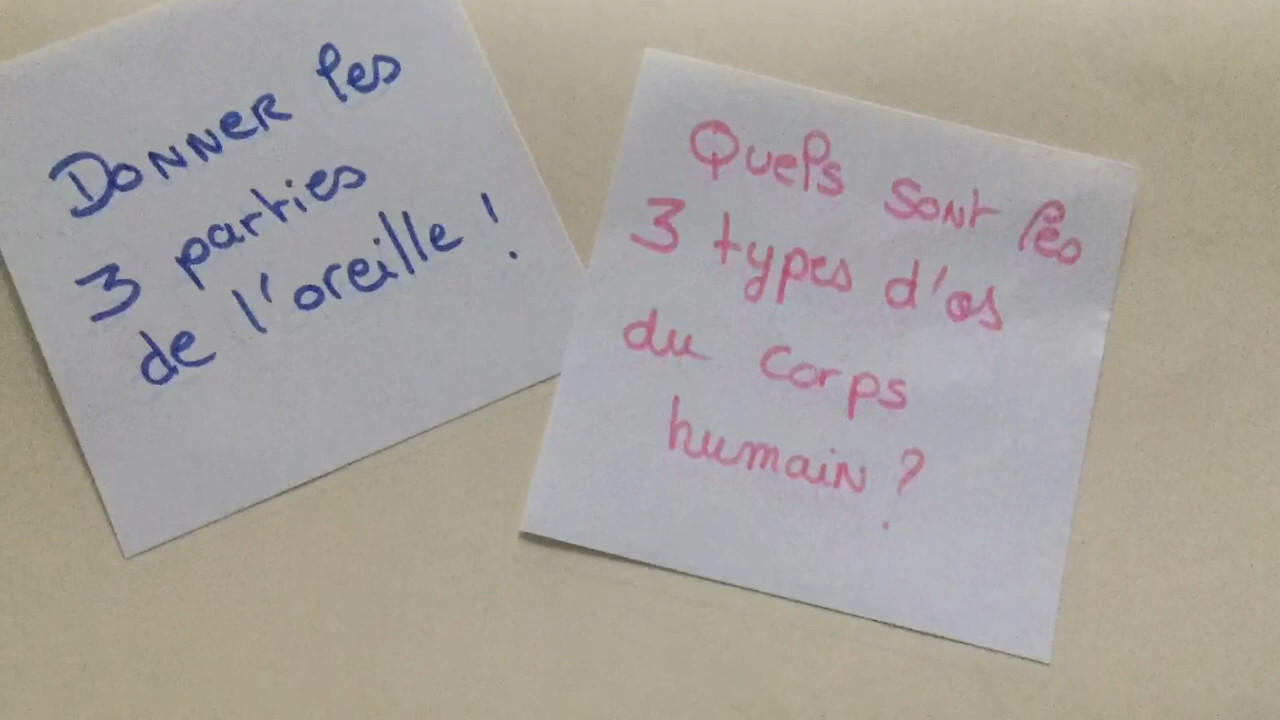 Donner les
3 parties
de l'oreille !
Quels sont les
3 types d'os
du corps
humain ?